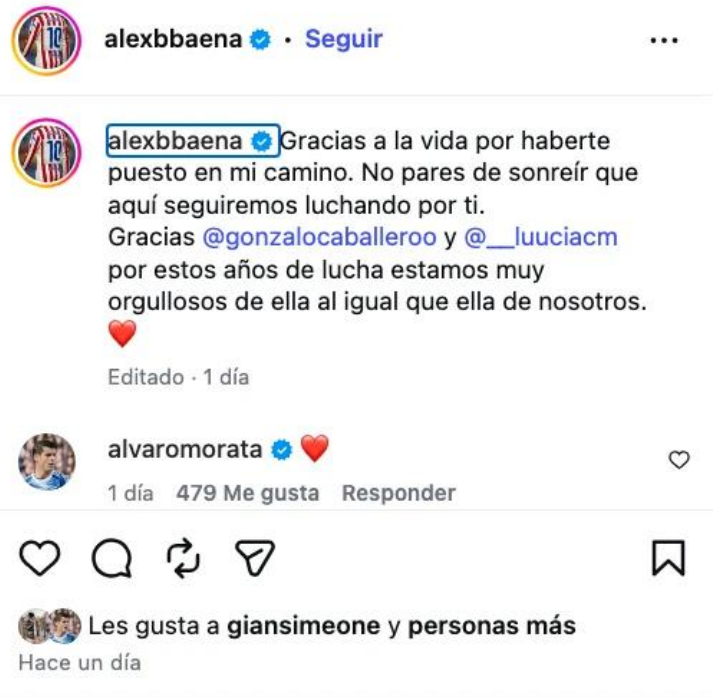 alexbbaena · Seguir
alexbbaena Gracias a la vida por haberte
puesto en mi camino. No pares de sonreír que
aquí seguiremos luchando por ti.
Gracias @gonzalocaballeroo y @__luuciacm
por estos años de lucha estamos muy
orgullosos de ella al igual que ella de nosotros.
❤️
Editado · 1 día
alvaromorata ❤️
1 día 479 Me gusta Responder
Les gusta a giansimeone y personas más
Hace un día